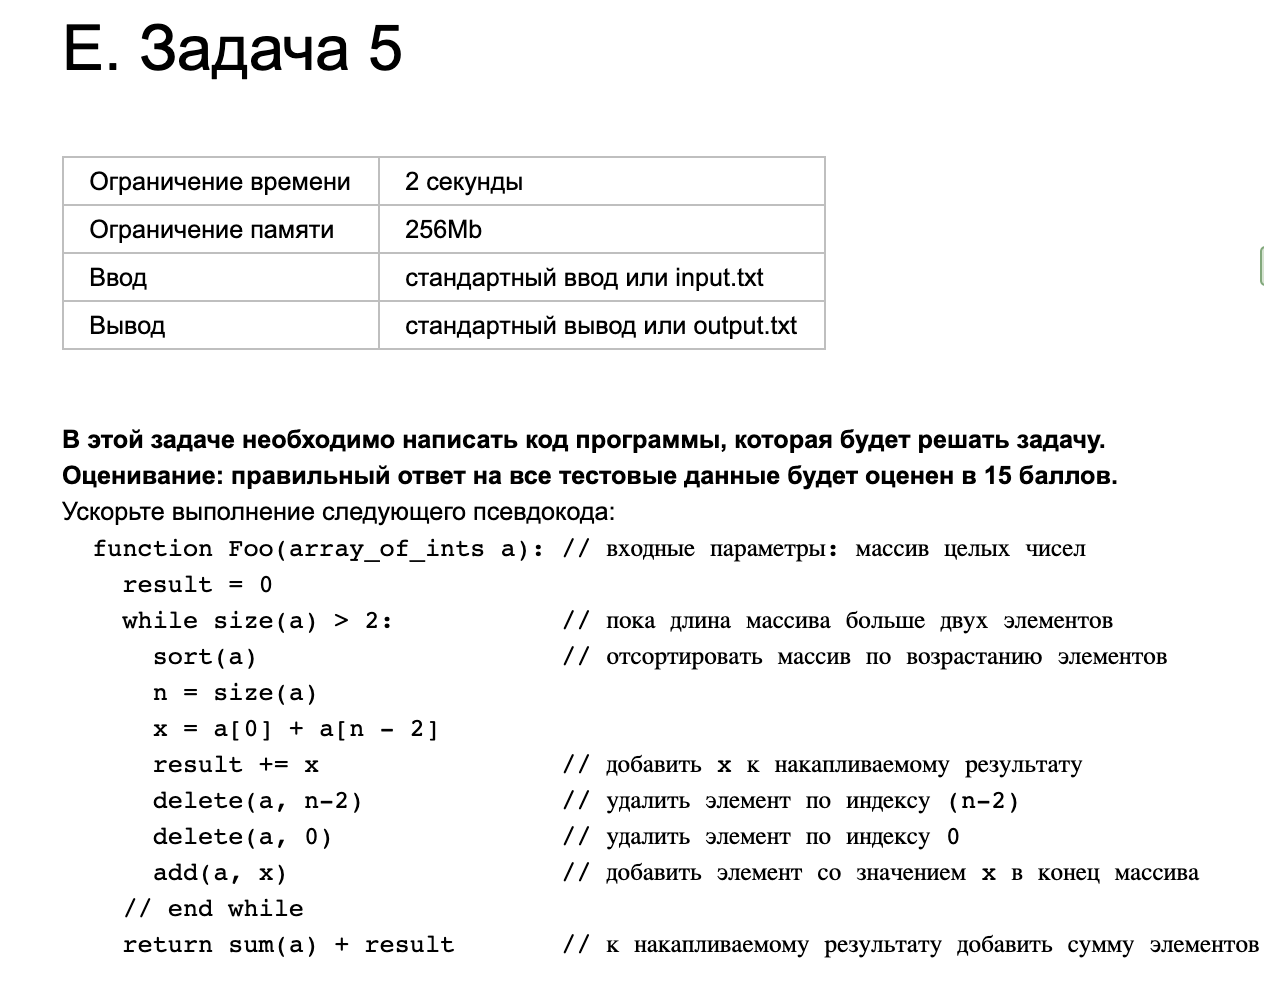 E. Задача 5
Ограничение времени 2 секунды
Ограничение памяти 256Mb
Ввод стандартный ввод или input.txt
Вывод стандартный вывод или output.txt
В этой задаче необходимо написать код программы, которая будет решать задачу.
Оценивание: правильный ответ на все тестовые данные будет оценен в 15 баллов.
Ускорьте выполнение следующего псевдокода:
function Foo(array_of_ints a): // входные параметры: массив целых чисел
result = 0
while size(a) > 2: // пока длина массива больше двух элементов
sort(a) // отсортировать массив по возрастанию элементов
n = size(a)
x = a[0] + a[n - 2]
result += x // добавить x к накапливаемому результату
delete(a, n-2) // удалить элемент по индексу (n-2)
delete(a, 0) // удалить элемент по индексу 0
add(a, x) // добавить элемент со значением x в конец массива
// end while
return sum(a) + result // к накапливаемому результату добавить сумму элементов